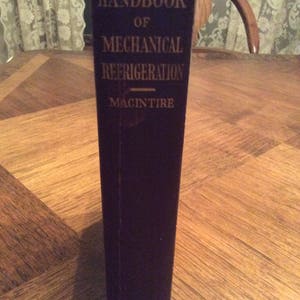 HANDBOOK
OF
MECHANICAL
REFRIGERATION
MACINTIRE